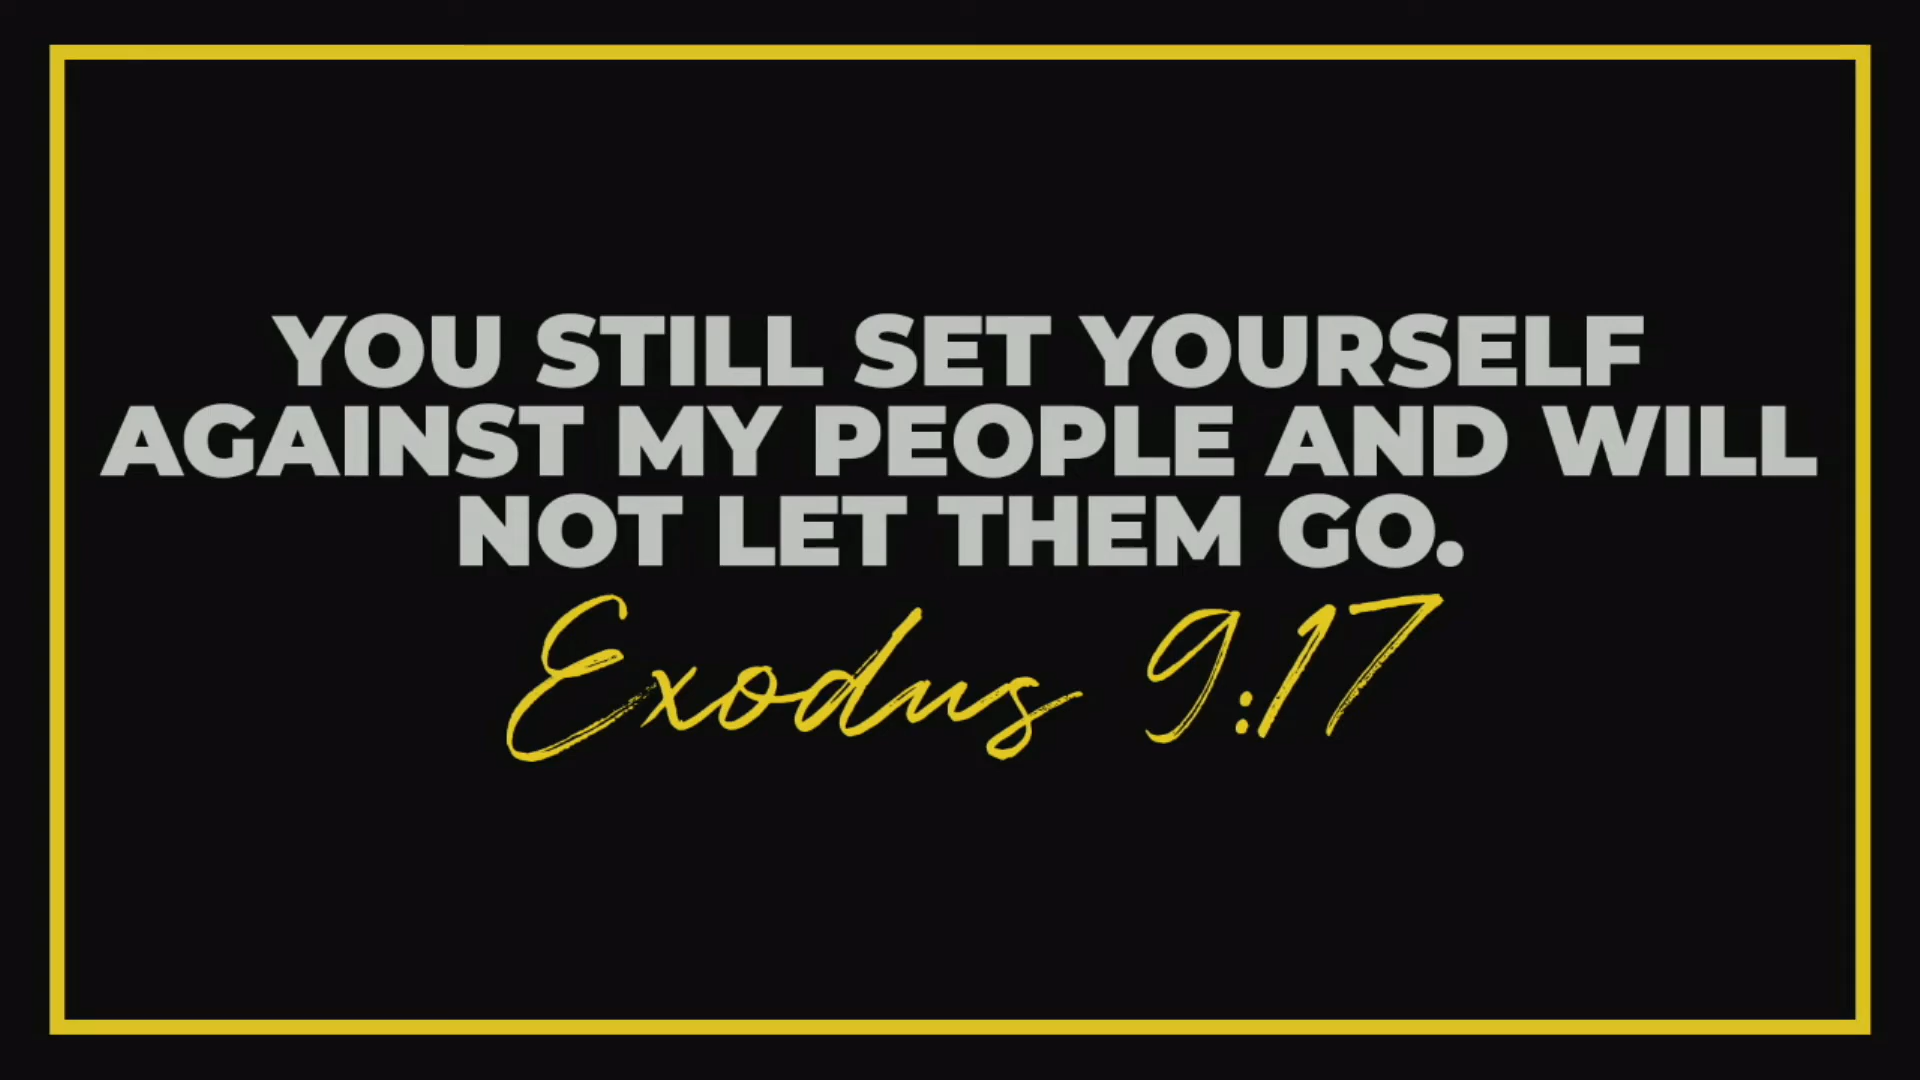 YOU STILL SET YOURSELF
AGAINST MY PEOPLE AND WILL
NOT LET THEM GO.
Exodus 9:17